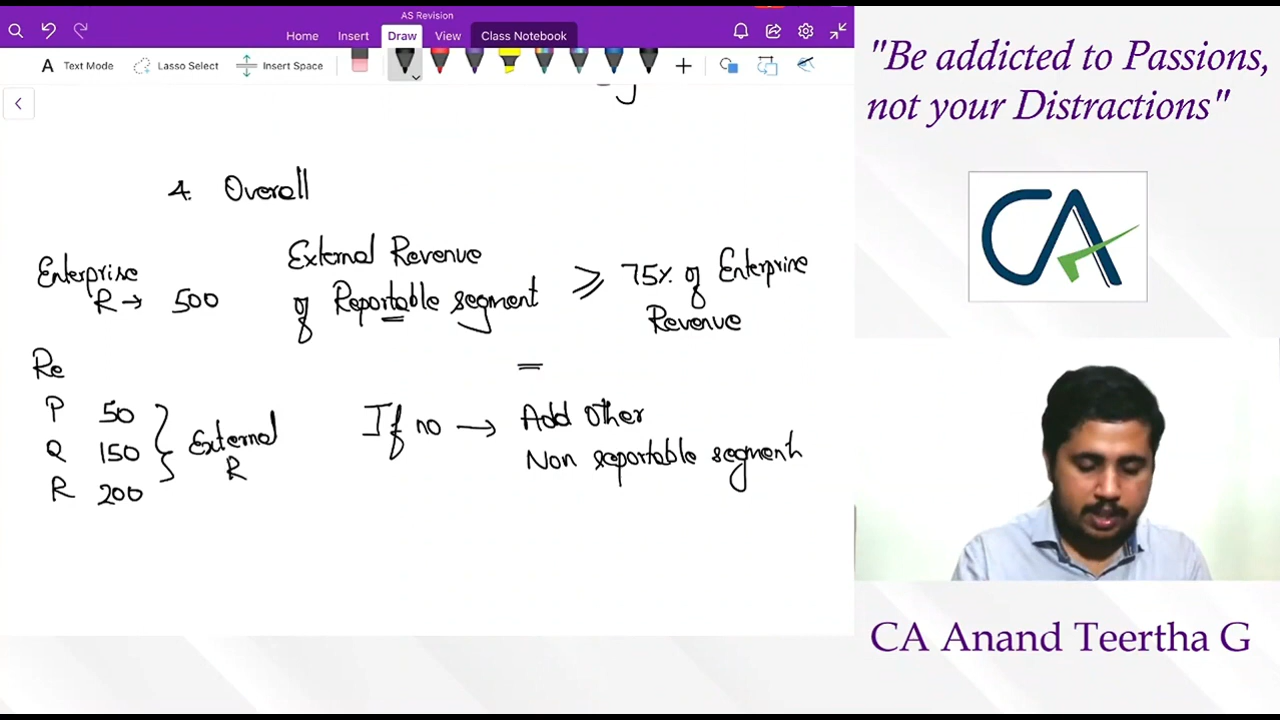 AS Revision
Home Insert Draw View Class Notebook
Text Mode Lasso Select Insert Space
4. Overall
Enterprise
R → 500
External Revenue
of Reportable segment
⩾ 75% of Enterprise
Revenue
=
Re
P 50
Q 150
R 200
External
R
If no → Add Other
Non reportable segment
"Be addicted to Passions,
not your Distractions"
CA
CA Anand Teertha G